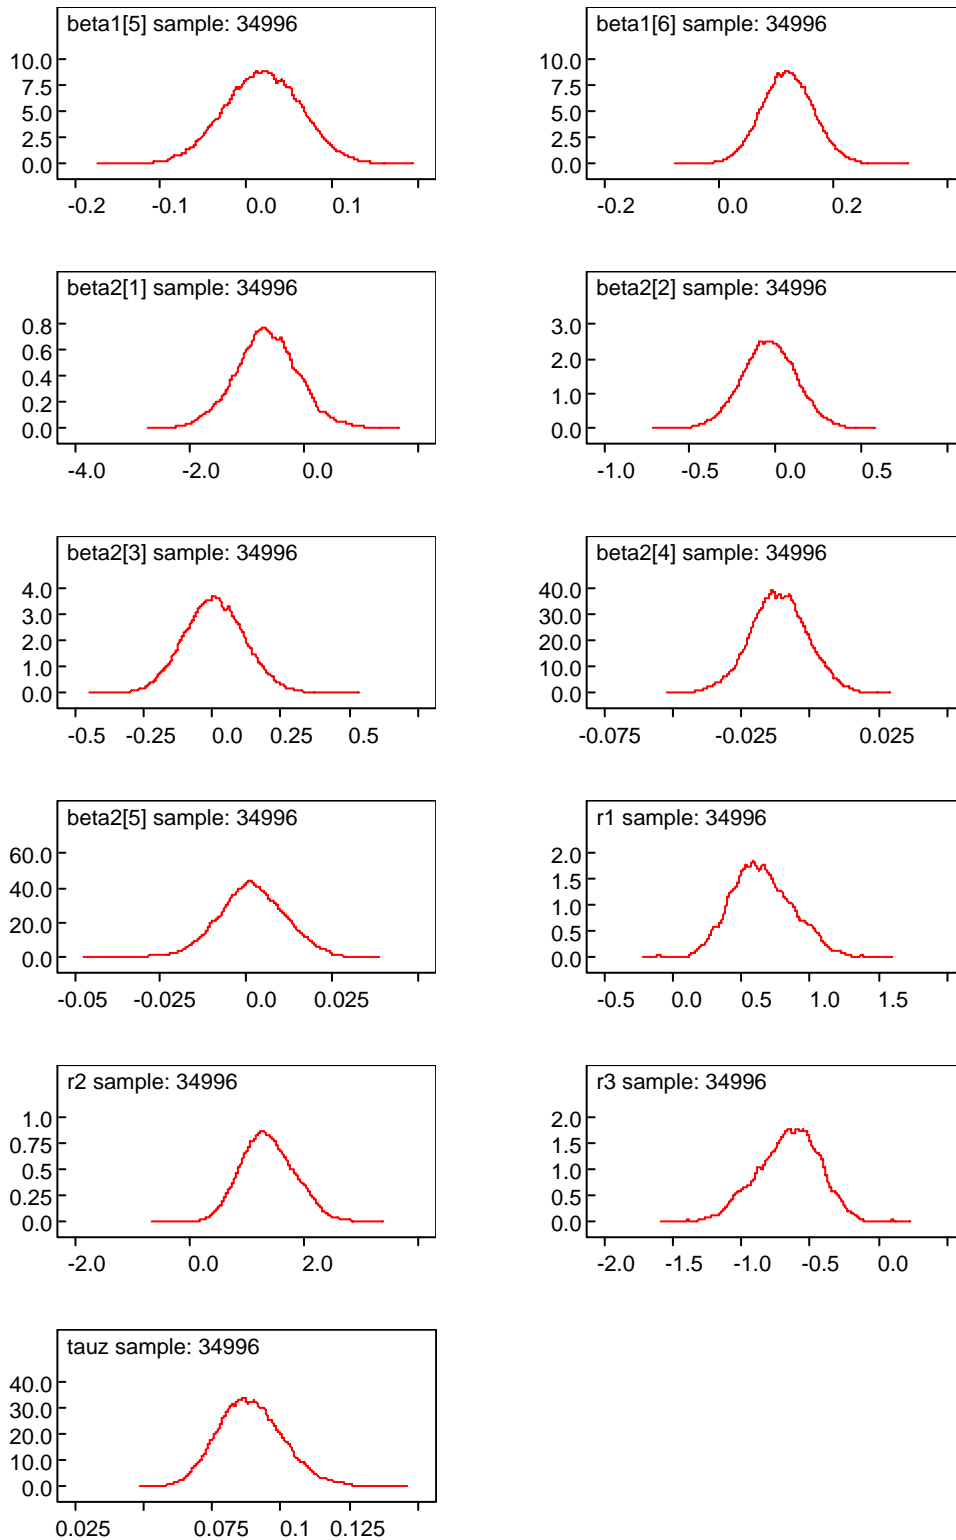 beta1[5] sample: 34996
10.0
7.5
5.0
2.5
0.0
-0.2 -0.1 0.0 0.1
beta1[6] sample: 34996
10.0
7.5
5.0
2.5
0.0
-0.2 0.0 0.2
beta2[1] sample: 34996
0.8
0.6
0.4
0.2
0.0
-4.0 -2.0 0.0
beta2[2] sample: 34996
3.0
2.0
1.0
0.0
-1.0 -0.5 0.0 0.5
beta2[3] sample: 34996
4.0
3.0
2.0
1.0
0.0
-0.5 -0.25 0.0 0.25 0.5
beta2[4] sample: 34996
40.0
30.0
20.0
10.0
0.0
-0.075 -0.025 0.025
beta2[5] sample: 34996
60.0
40.0
20.0
0.0
-0.05 -0.025 0.0 0.025
r1 sample: 34996
2.0
1.5
1.0
0.5
0.0
-0.5 0.0 0.5 1.0 1.5
r2 sample: 34996
1.0
0.75
0.5
0.25
0.0
-2.0 0.0 2.0
r3 sample: 34996
2.0
1.5
1.0
0.5
0.0
-2.0 -1.5 -1.0 -0.5 0.0
tauz sample: 34996
40.0
30.0
20.0
10.0
0.0
0.025 0.075 0.1 0.125